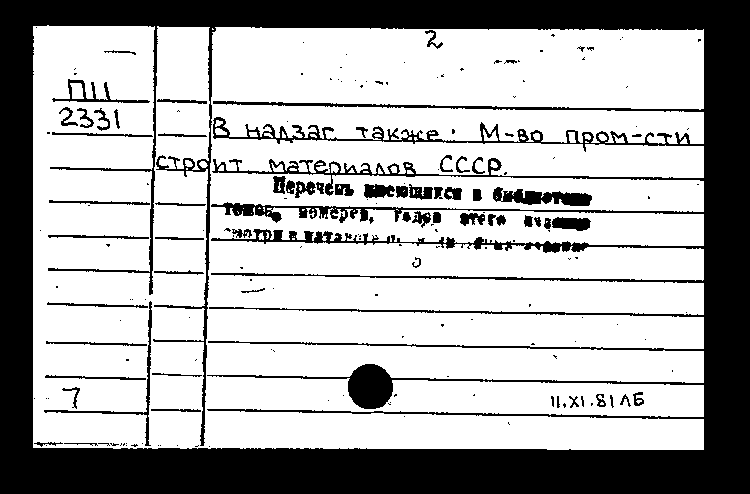 2
П11
2331
В надзаг. также: М-во пром-сти
строит материалов СССР.
Перечень имеющихся в библиотеке
томов, номеров, годов этого издания
смотри в каталоге
7
11.XI.81 ЛБ